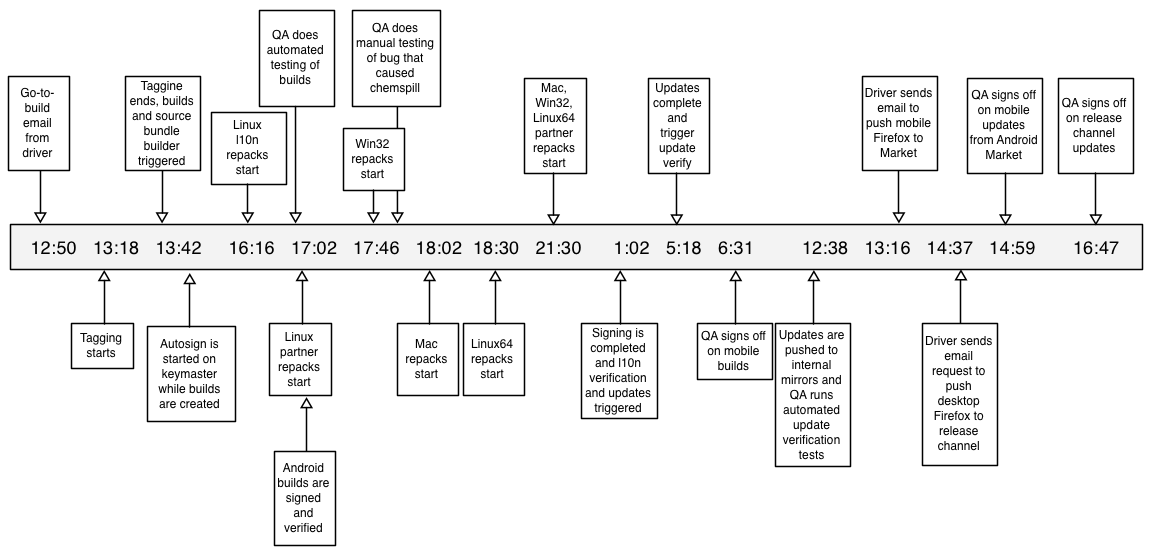 Go-to-
build
email
from
driver
Taggine
ends, builds
and source
bundle
builder
triggered
Linux
l10n
repacks
start
QA does
automated
testing of
builds
QA does
manual testing
of bug that
caused
chemspill
Win32
repacks
start
Mac,
Win32,
Linux64
partner
repacks
start
Updates
complete
and
trigger
update
verify
Driver sends
email to
push mobile
Firefox to
Market
QA signs off
on mobile
updates
from Android
Market
QA signs off
on release
channel
updates
12:50 13:18 13:42 16:16 17:02 17:46 18:02 18:30 21:30 1:02 5:18 6:31 12:38 13:16 14:37 14:59 16:47
Tagging
starts
Autosign is
started on
keymaster
while builds
are created
Linux
partner
repacks
start
Android
builds are
signed
and
verified
Mac
repacks
start
Linux64
repacks
start
Signing is
completed
and l10n
verification
and updates
triggered
QA signs off
on mobile
builds
Updates are
pushed to
internal
mirrors and
QA runs
automated
update
verification
tests
Driver sends
email
request to
push
desktop
Firefox to
release
channel